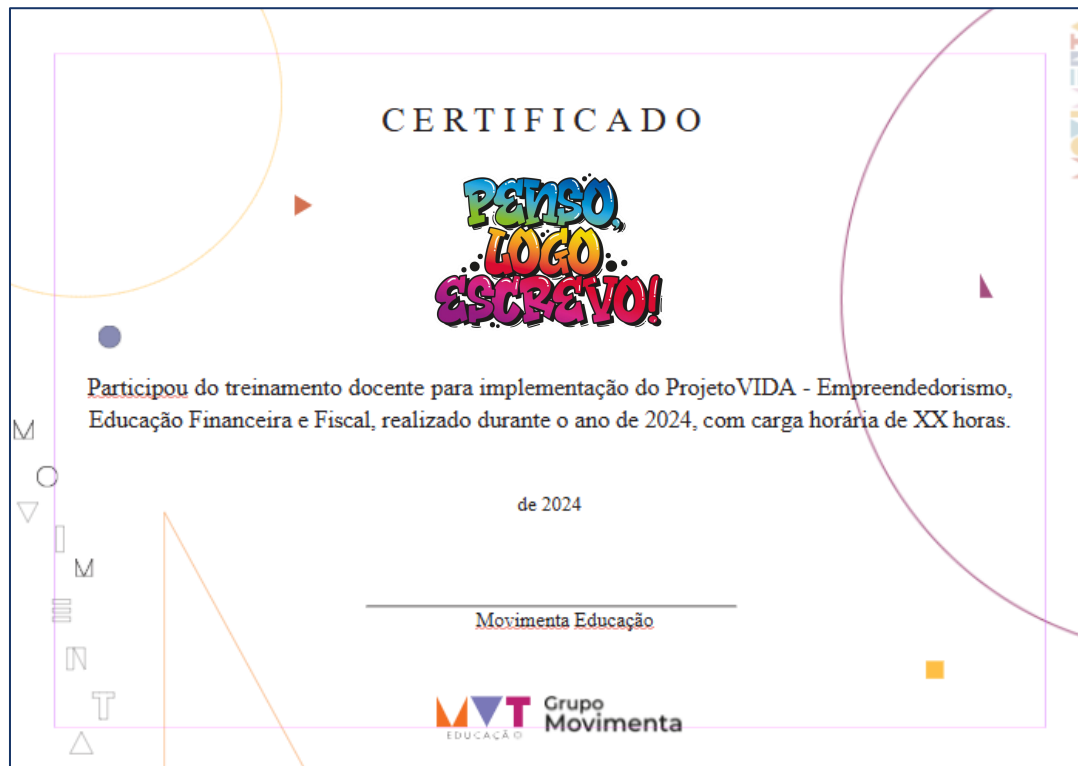 CERTIFICADO
PENSO,
LOGO
ESCREVO!
Participou do treinamento docente para implementação do ProjetoVIDA - Empreendedorismo,
Educação Financeira e Fiscal, realizado durante o ano de 2024, com carga horária de XX horas.
de 2024
Movimenta Educação
MOVIMENTA
MVT
EDUCAÇÃO
Grupo
Movimenta